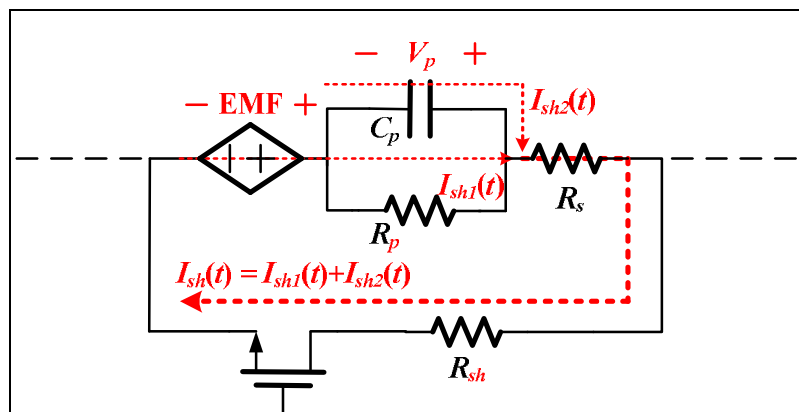 − V_p +
− EMF +
I_sh2(t)
C_p
I_sh1(t)
R_s
R_p
I_sh(t) = I_sh1(t)+I_sh2(t)
R_sh